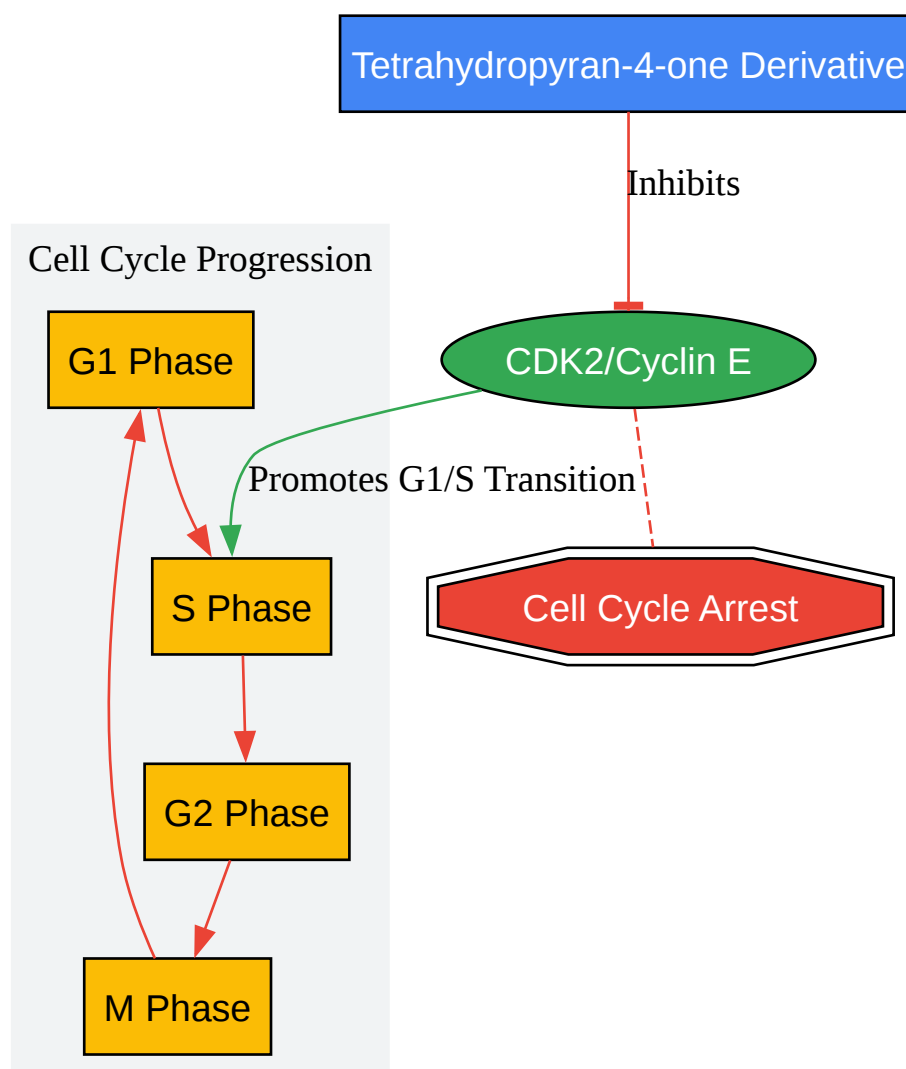 Tetrahydropyran-4-one Derivative
Inhibits
Cell Cycle Progression
G1 Phase
CDK2/Cyclin E
Promotes G1/S Transition
S Phase
Cell Cycle Arrest
G2 Phase
M Phase